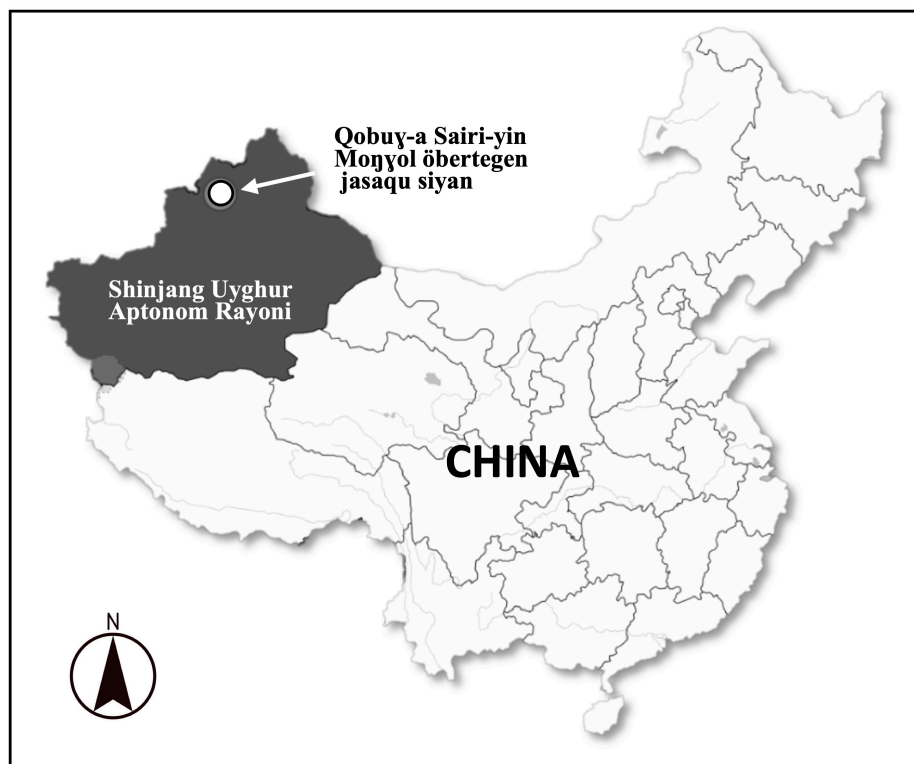 Qobuɣ-a Sairi-yin
Moŋɣol öbertegen
jasaqu siyan
Shinjang Uyghur
Aptonom Rayoni
CHINA
N